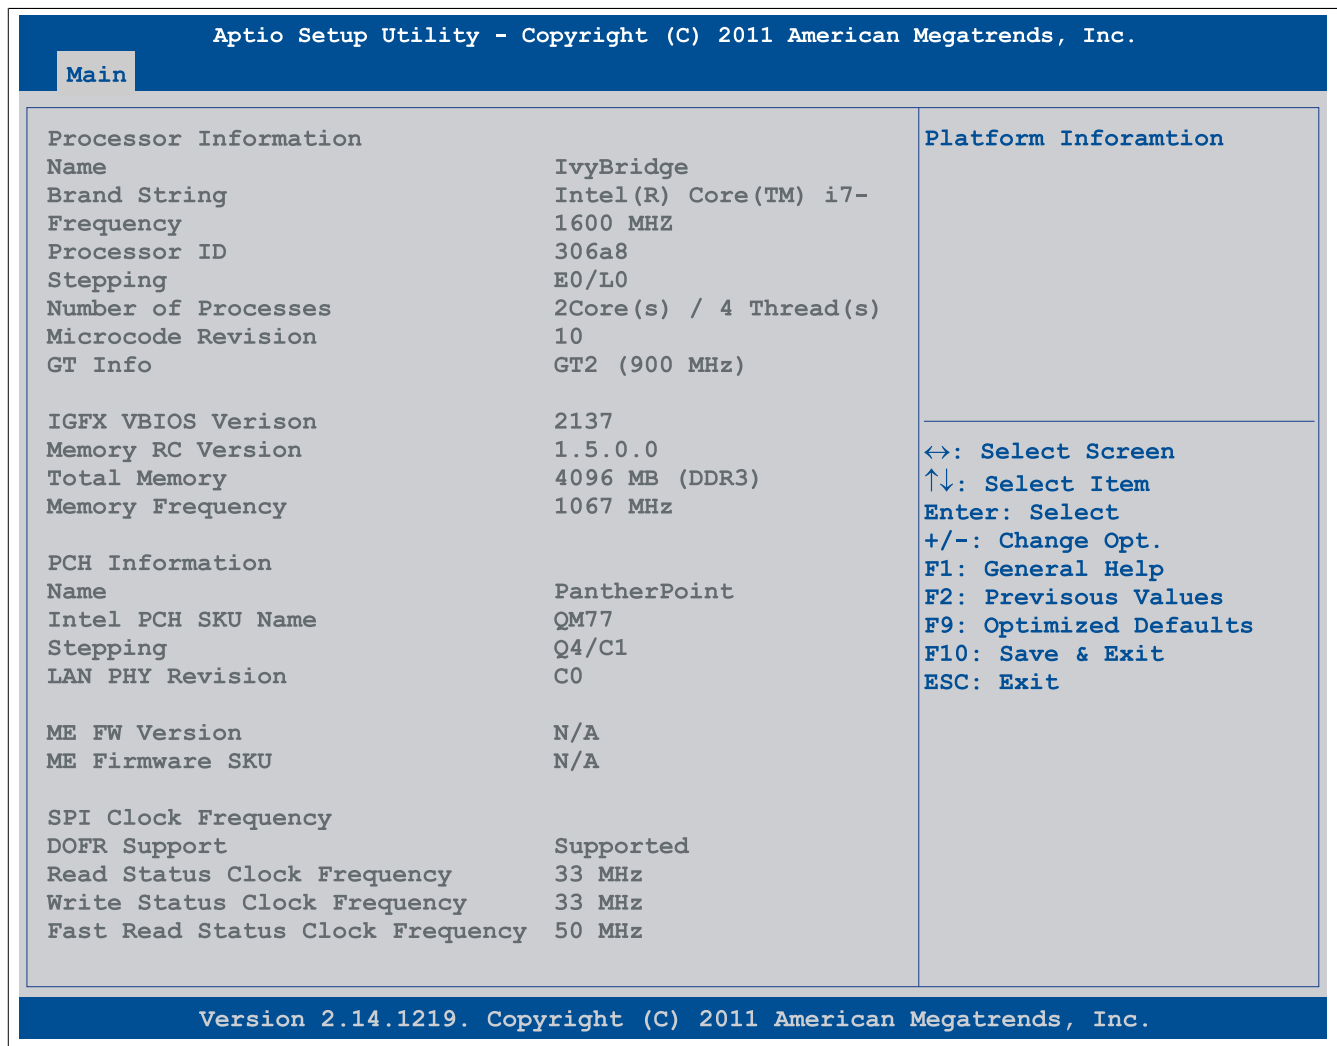 Aptio Setup Utility - Copyright (C) 2011 American Megatrends, Inc.
Main
Processor Information
Name IvyBridge
Brand String Intel(R) Core(TM) i7-
Frequency 1600 MHZ
Processor ID 306a8
Stepping E0/L0
Number of Processes 2Core(s) / 4 Thread(s)
Microcode Revision 10
GT Info GT2 (900 MHz)
IGFX VBIOS Verison 2137
Memory RC Version 1.5.0.0
Total Memory 4096 MB (DDR3)
Memory Frequency 1067 MHz
PCH Information
Name PantherPoint
Intel PCH SKU Name QM77
Stepping Q4/C1
LAN PHY Revision C0
ME FW Version N/A
ME Firmware SKU N/A
SPI Clock Frequency
DOFR Support Supported
Read Status Clock Frequency 33 MHz
Write Status Clock Frequency 33 MHz
Fast Read Status Clock Frequency 50 MHz
Platform Inforamtion
↔: Select Screen
↑↓: Select Item
Enter: Select
+/-: Change Opt.
F1: General Help
F2: Previsous Values
F9: Optimized Defaults
F10: Save & Exit
ESC: Exit
Version 2.14.1219. Copyright (C) 2011 American Megatrends, Inc.